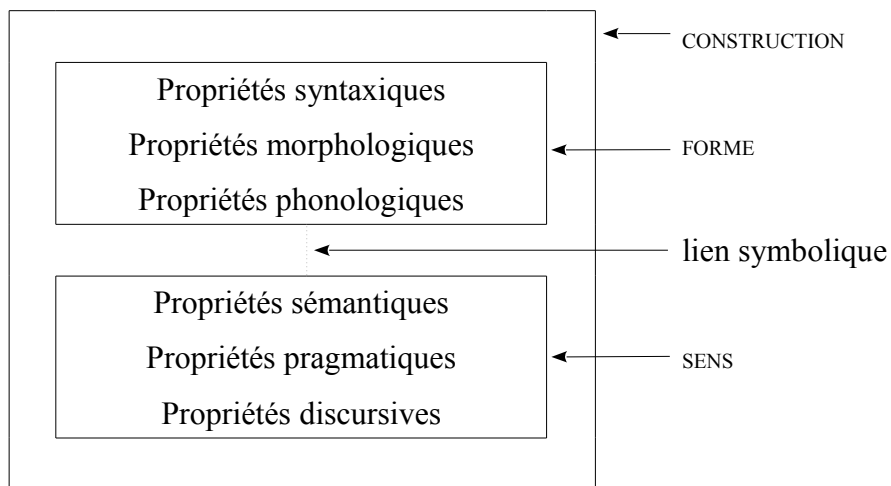 CONSTRUCTION
Propriétés syntaxiques
Propriétés morphologiques
FORME
Propriétés phonologiques
lien symbolique
Propriétés sémantiques
Propriétés pragmatiques
SENS
Propriétés discursives